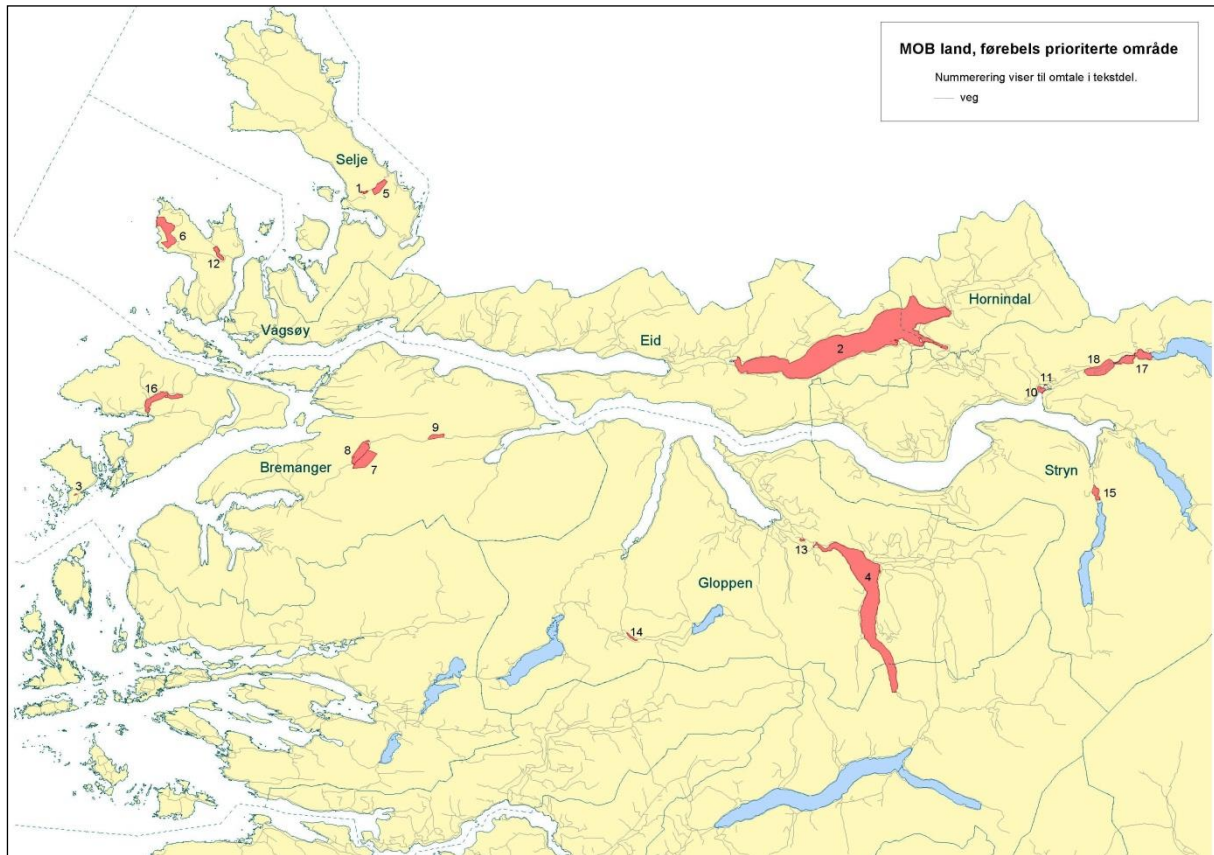 MOB land, førebels prioriterte område
Nummerering viser til omtale i tekstdel.
veg
Selje
1
5
6
12
Vagsøy
Eid
2
Hornindal
18
17
11
10
16
9
8
7
Bremanger
3
Stryn
15
13
4
Gloppen
14